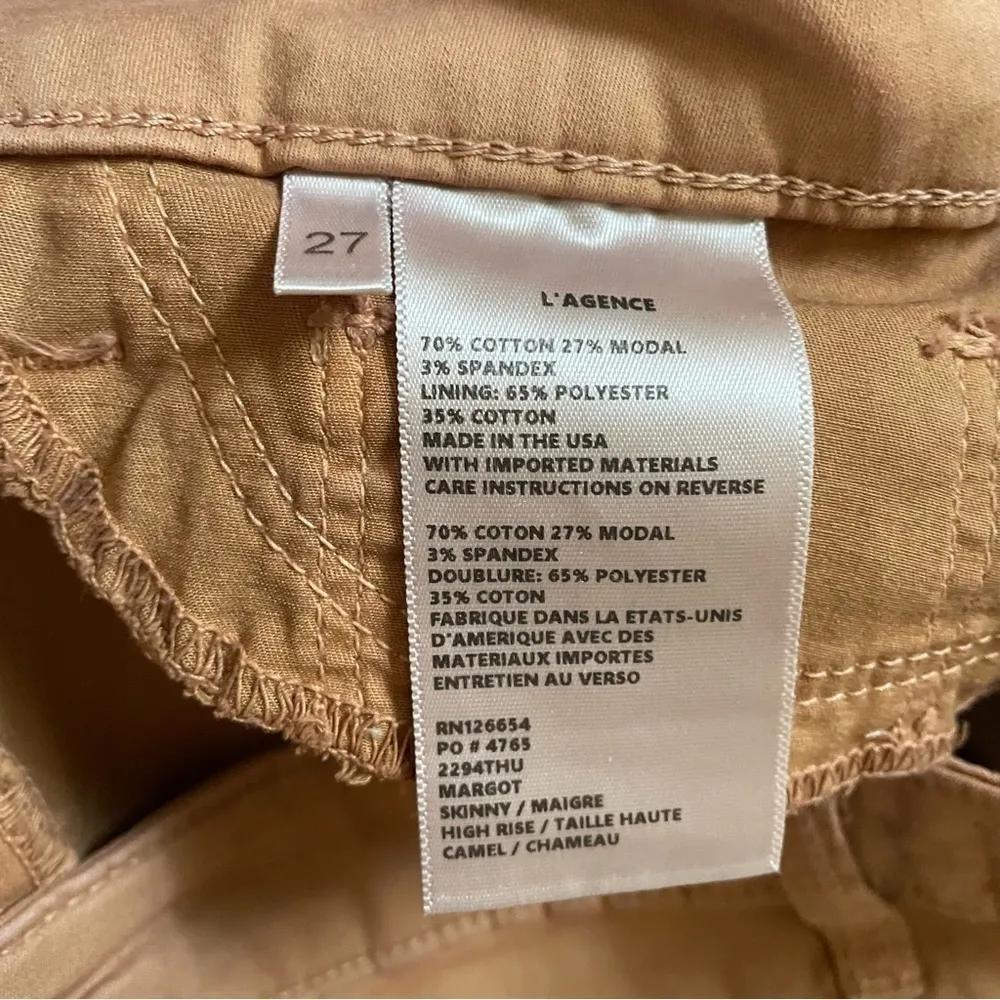 27
L'AGENCE
70% COTTON 27% MODAL
3% SPANDEX
LINING: 65% POLYESTER
35% COTTON
MADE IN THE USA
WITH IMPORTED MATERIALS
CARE INSTRUCTIONS ON REVERSE
70% COTON 27% MODAL
3% SPANDEX
DOUBLURE: 65% POLYESTER
35% COTON
FABRIQUE DANS LA ETATS-UNIS
D'AMERIQUE AVEC DES
MATERIAUX IMPORTES
ENTRETIEN AU VERSO
RN126654
PO # 4765
2294THU
MARGOT
SKINNY / MAIGRE
HIGH RISE / TAILLE HAUTE
CAMEL / CHAMEAU